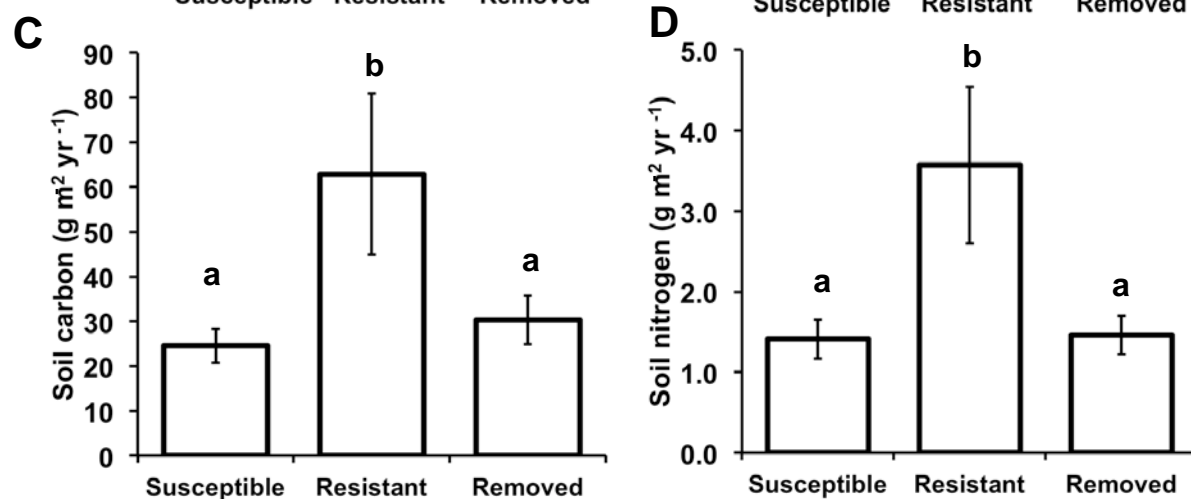 Susceptible Resistant Removed
Susceptible Resistant Removed
C
Soil carbon (g m² yr⁻¹)
90
80
70
60
50
40
30
20
10
0
a
b
a
Susceptible Resistant Removed
D
Soil nitrogen (g m² yr⁻¹)
5.0
4.0
3.0
2.0
1.0
0.0
a
b
a
Susceptible Resistant Removed